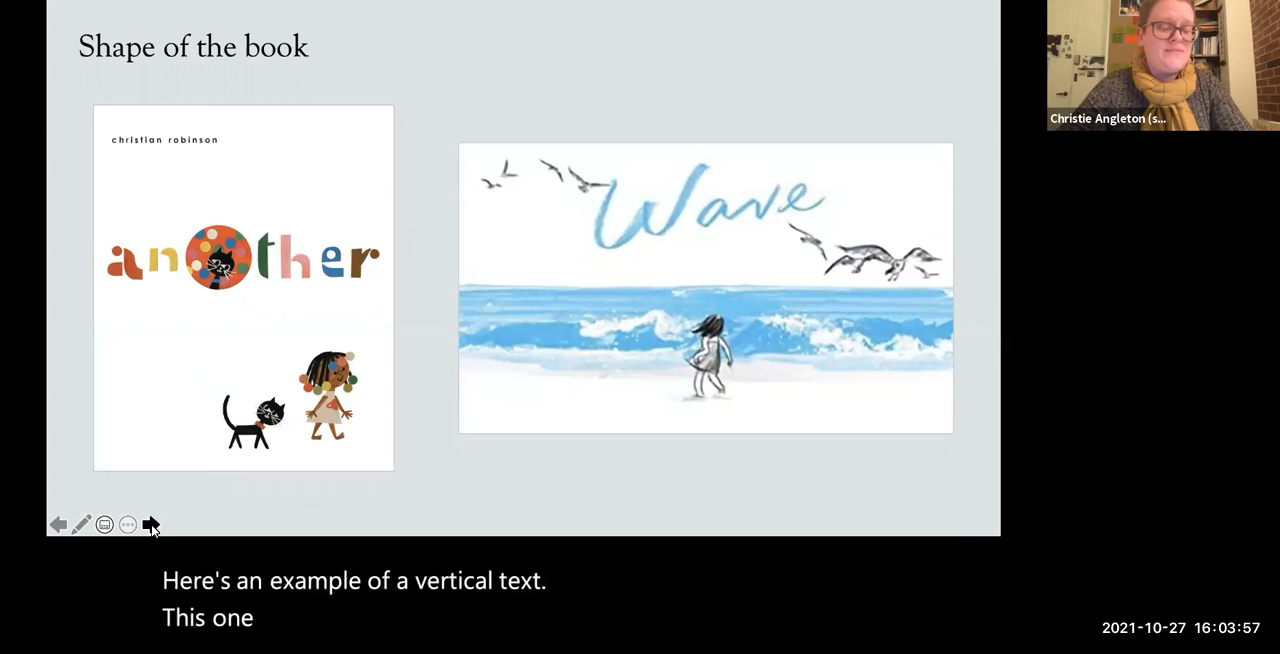 Shape of the book
christian robinson
another
Wave
Christie Angleton (s...
Here's an example of a vertical text.
This one
2021-10-27 16:03:57